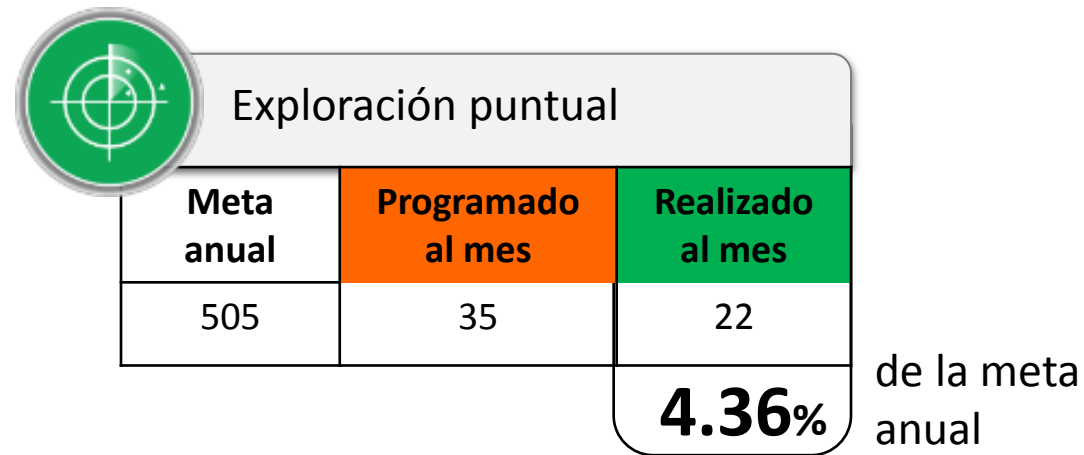 Exploración puntual
Meta anual
Programado al mes
Realizado al mes
505
35
22
4.36%
de la meta
anual